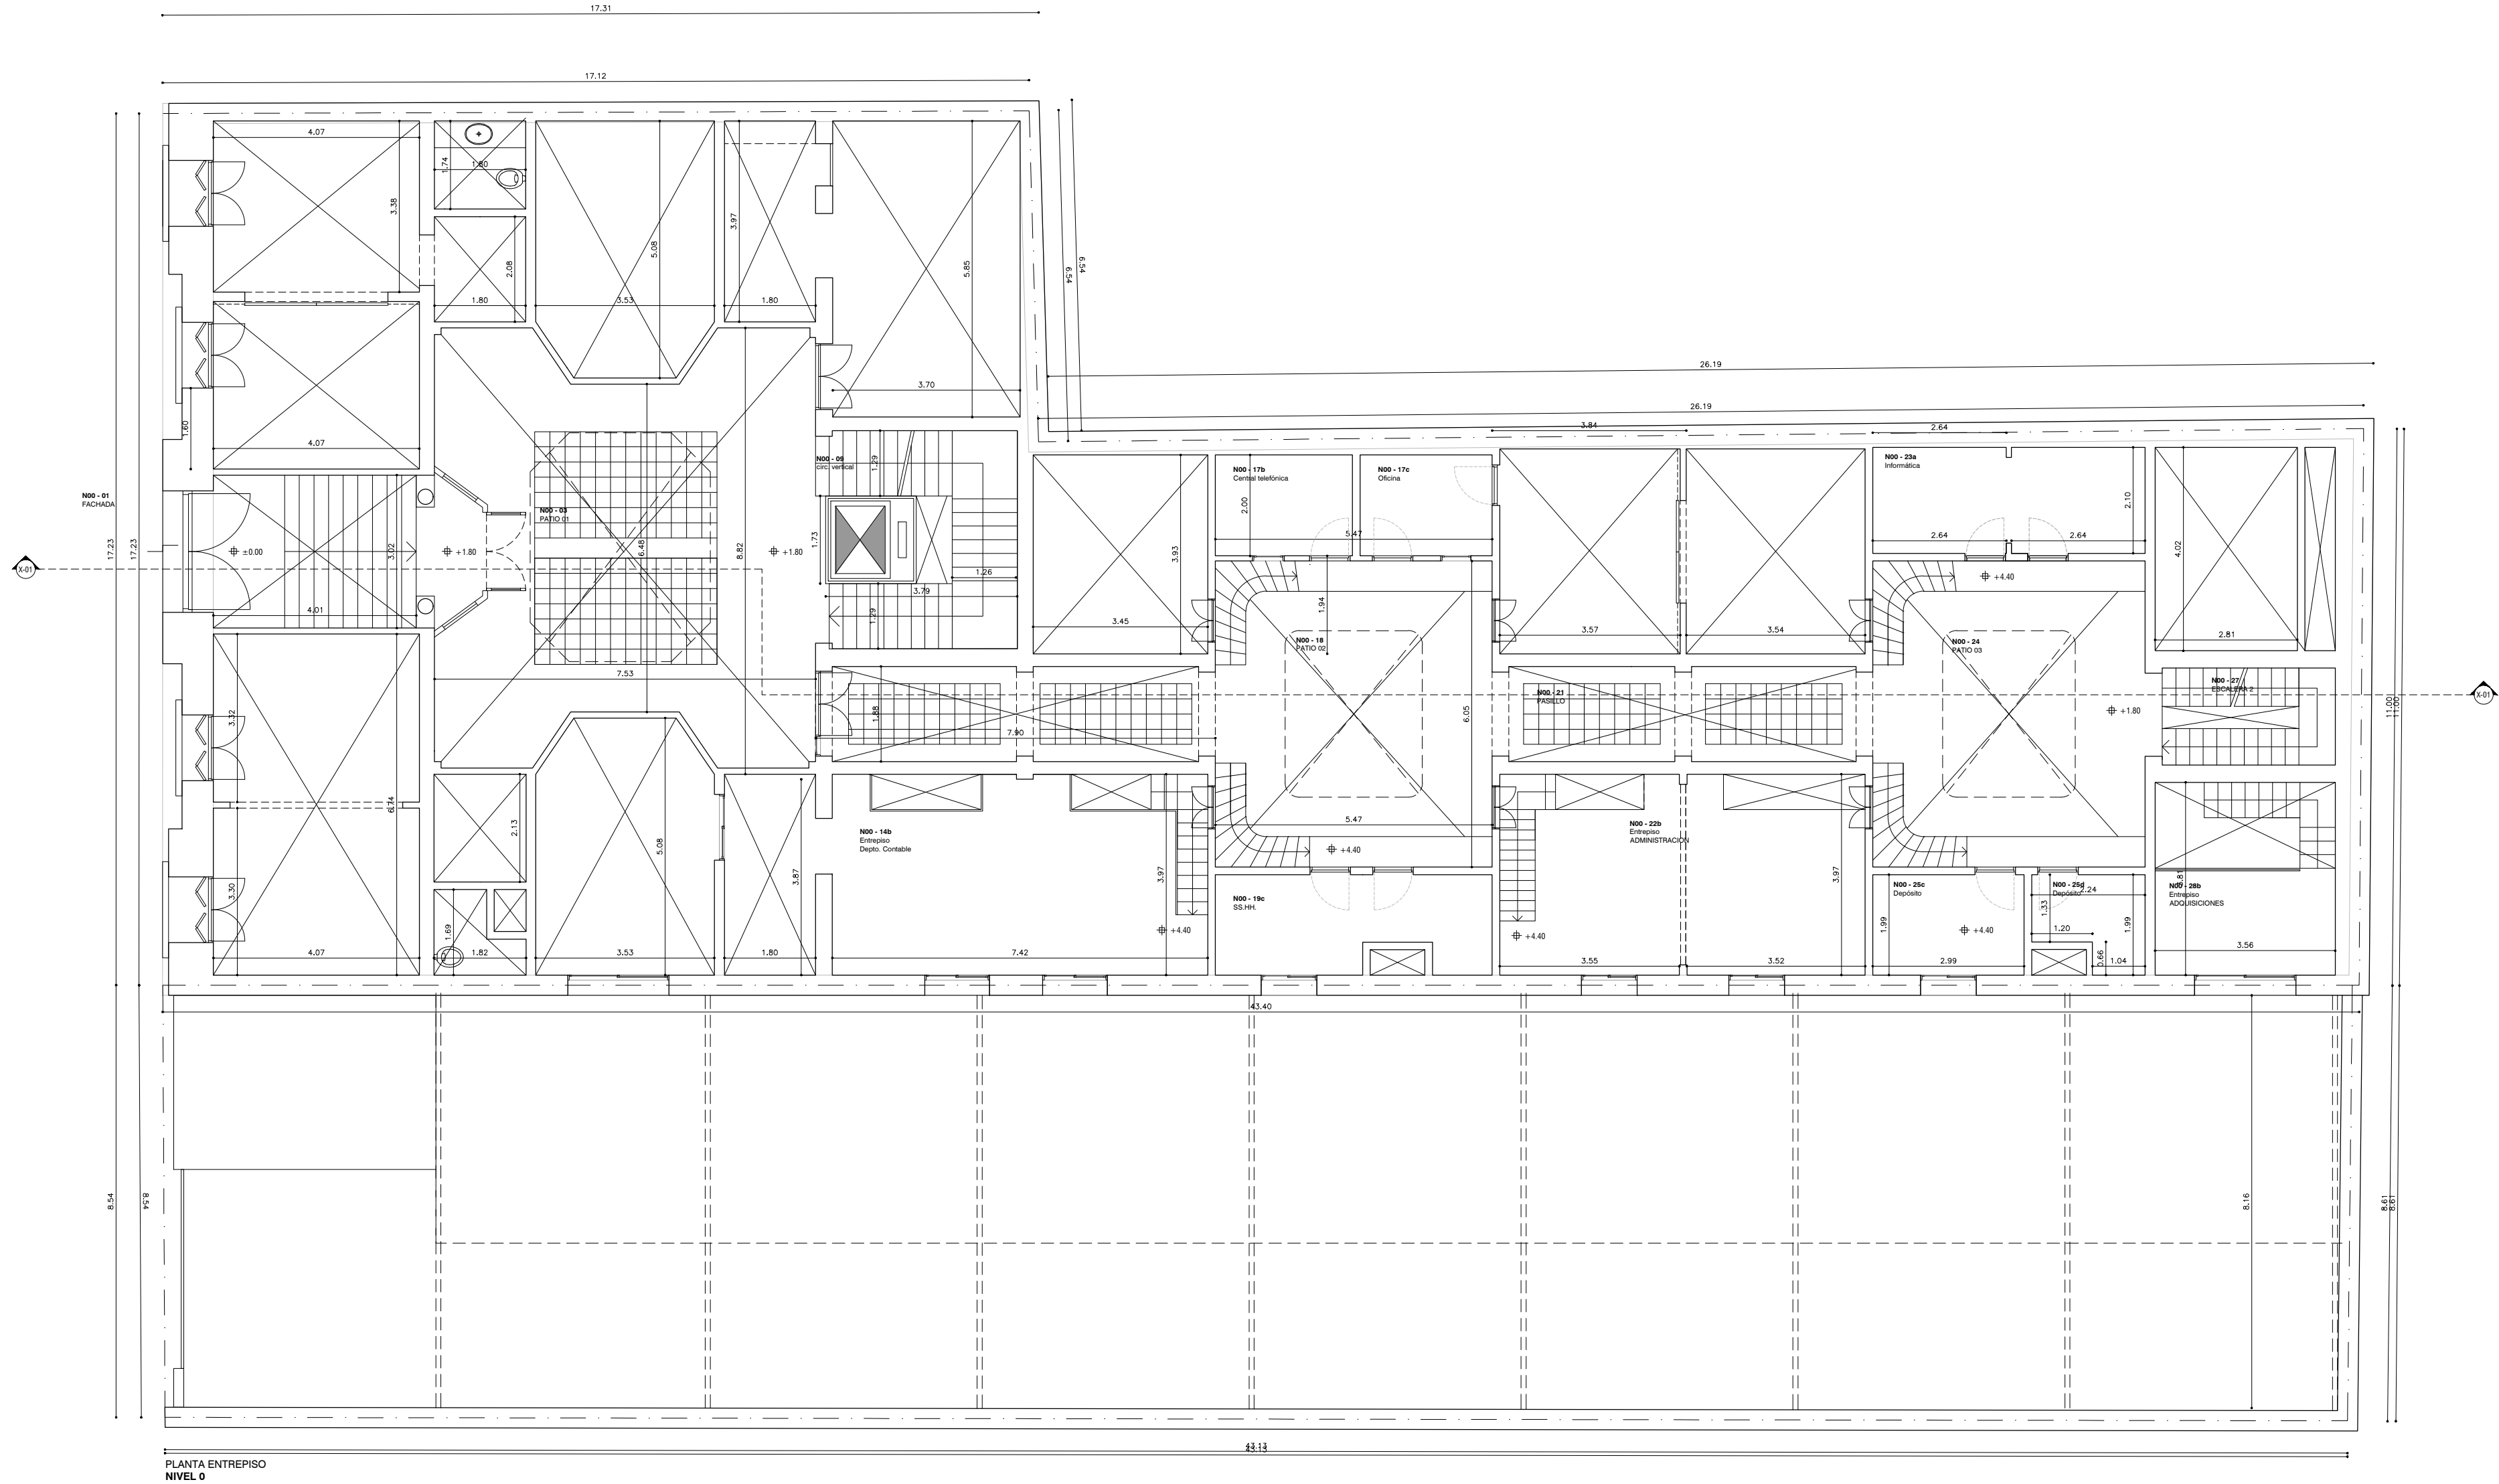 17.31
17.12
4.07
1.74
1.80
3.38
3.97
5.08
2.08
5.85
6.54
6.54
1.80
3.53
1.80
26.19
3.70
26.19
1.60
4.07
3.84
2.64
N00 - 09
circ. vertical
1.29
N00 - 17b
Central telefónica
N00 - 17c
Oficina
N00 - 23a
Informática
N00 - 01
FACHADA
2.00
2.10
N00 - 03
PATIO 01
5.47
2.64
2.64
17.23
17.23
±0.00
3.02
+1.80
6.48
8.82
+1.80
1.73
3.93
4.02
X-01
1.26
+4.40
3.79
4.01
1.29
1.94
3.45
3.57
3.54
2.81
N00 - 18
PATIO 02
N00 - 24
PATIO 03
7.53
N00 - 27
ESCALERA 2
N00 - 21
PASILLO
X-01
3.32
1.88
6.05
+1.80
11.00
11.00
7.90
6.74
2.13
5.47
N00 - 14b
Entrepiso
Depto. Contable
N00 - 22b
Entrepiso
ADMINISTRACIÓN
5.08
+4.40
3.87
3.97
3.97
3.30
N00 - 25c
Depósito
N00 - 25d
Depósito
2.24
N00 - 28b
Entrepiso
ADQUISICIONES
N00 - 19c
SS.HH.
1.33
1.99
1.99
1.69
+4.40
+4.40
+4.40
1.20
4.07
1.82
3.53
1.80
7.42
3.55
3.52
2.99
0.66
1.04
3.56
43.40
8.54
8.54
8.16
8.61
8.61
43.13
43.13
PLANTA ENTREPISO
NIVEL 0